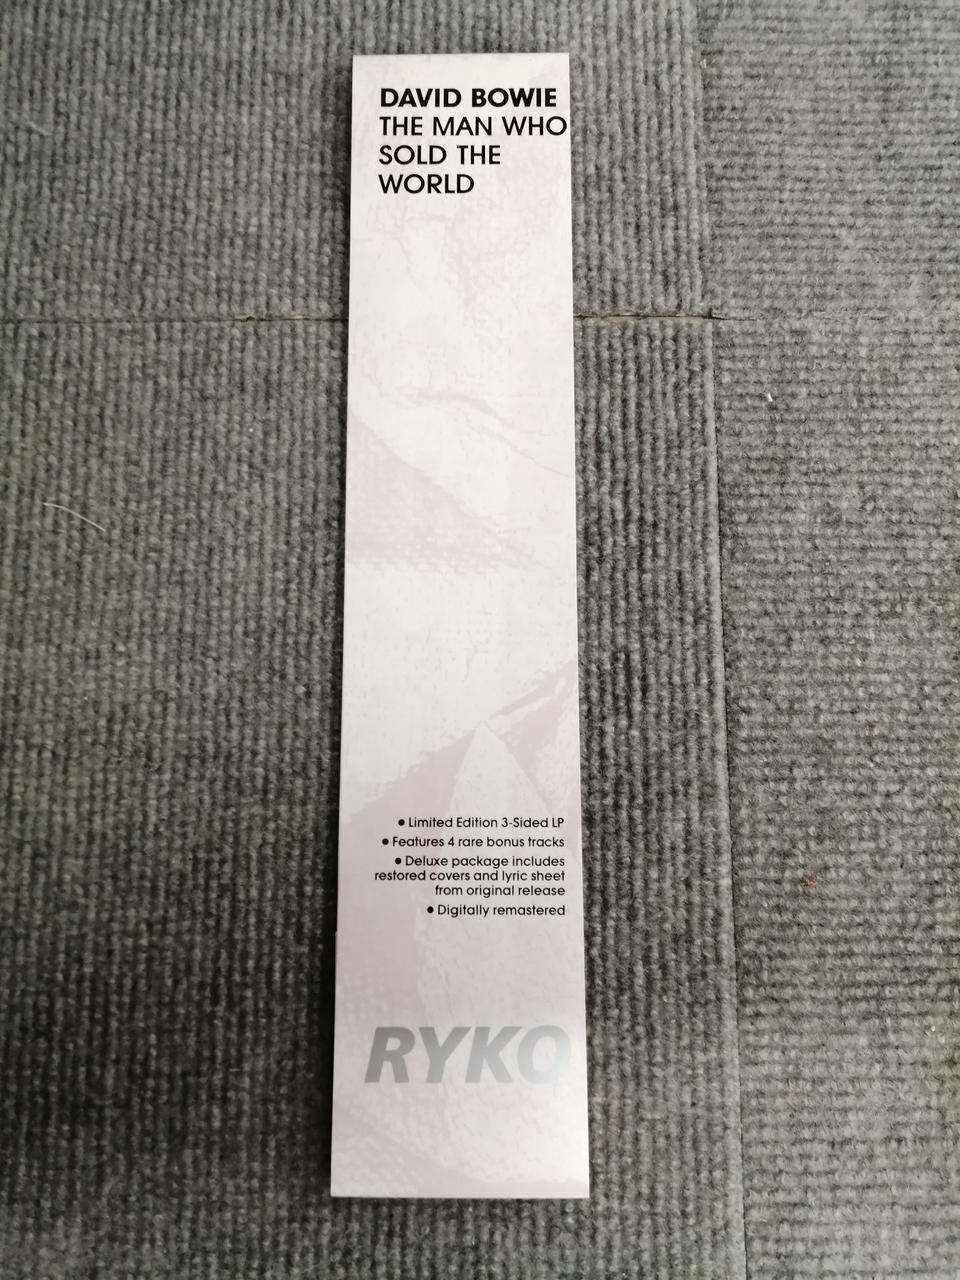 DAVID BOWIE
THE MAN WHO
SOLD THE
WORLD
● Limited Edition 3-Sided LP
● Features 4 rare bonus tracks
● Deluxe package includes
restored covers and lyric sheet
from original release
● Digitally remastered
RYKO